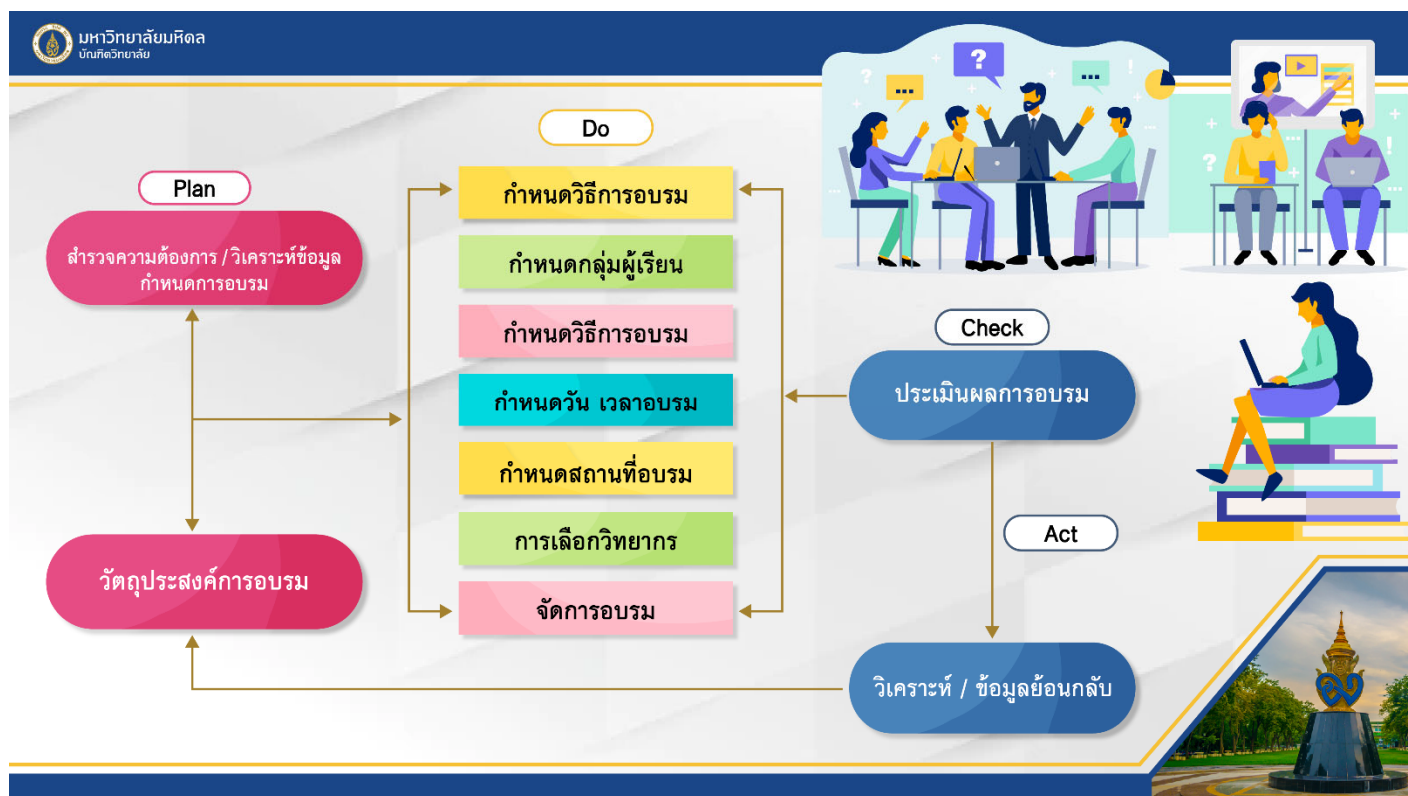 มหาวิทยาลัยมหิดล
บัณฑิตวิทยาลัย
Plan
สำรวจความต้องการ / วิเคราะห์ข้อมูล
กำหนดการอบรม
วัตถุประสงค์การอบรม
Do
กำหนดวิธีการอบรม
กำหนดกลุ่มผู้เรียน
กำหนดวิธีการอบรม
กำหนดวัน เวลาอบรม
กำหนดสถานที่อบรม
การเลือกวิทยากร
จัดการอบรม
Check
ประเมินผลการอบรม
Act
วิเคราะห์ / ข้อมูลย้อนกลับ